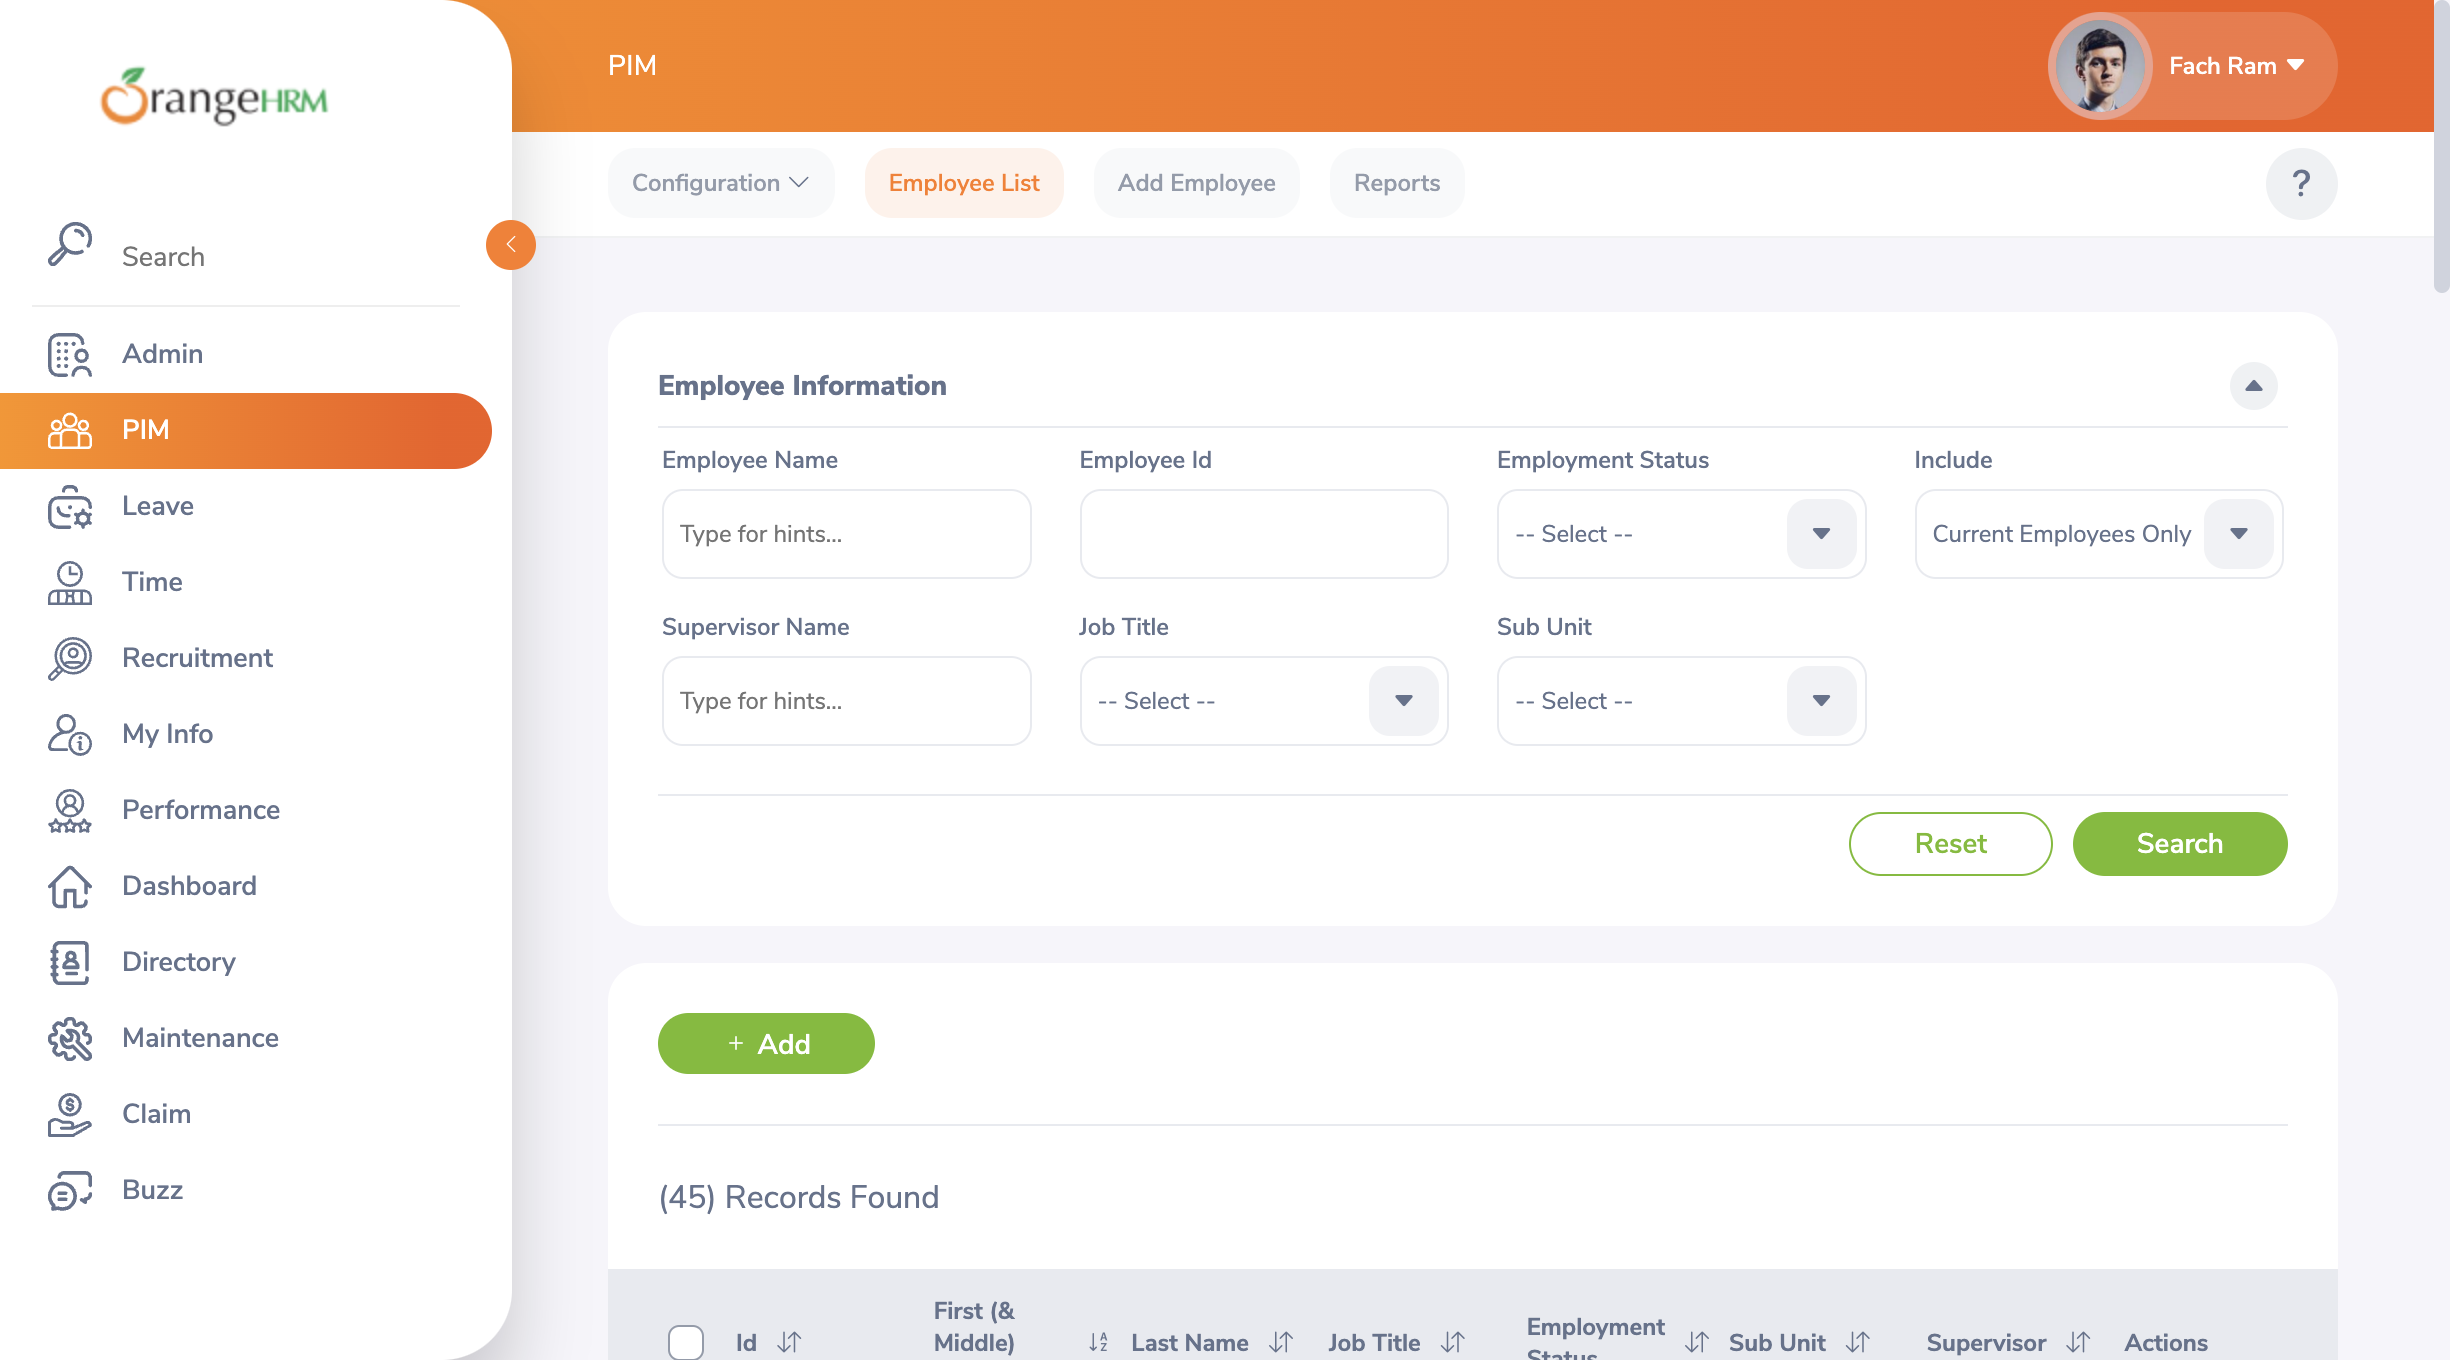 OrangeHRM
PIM
Fach Ram
Configuration
Employee List
Add Employee
Reports
?
Search
Admin
PIM
Leave
Time
Recruitment
My Info
Performance
Dashboard
Directory
Maintenance
Claim
Buzz
Employee Information
Employee Name
Employee Id
Employment Status
Include
Type for hints...
-- Select --
Current Employees Only
Supervisor Name
Job Title
Sub Unit
Type for hints...
-- Select --
-- Select --
Reset
Search
+ Add
(45) Records Found
Id
First (& Middle)
Last Name
Job Title
Employment Status
Sub Unit
Supervisor
Actions